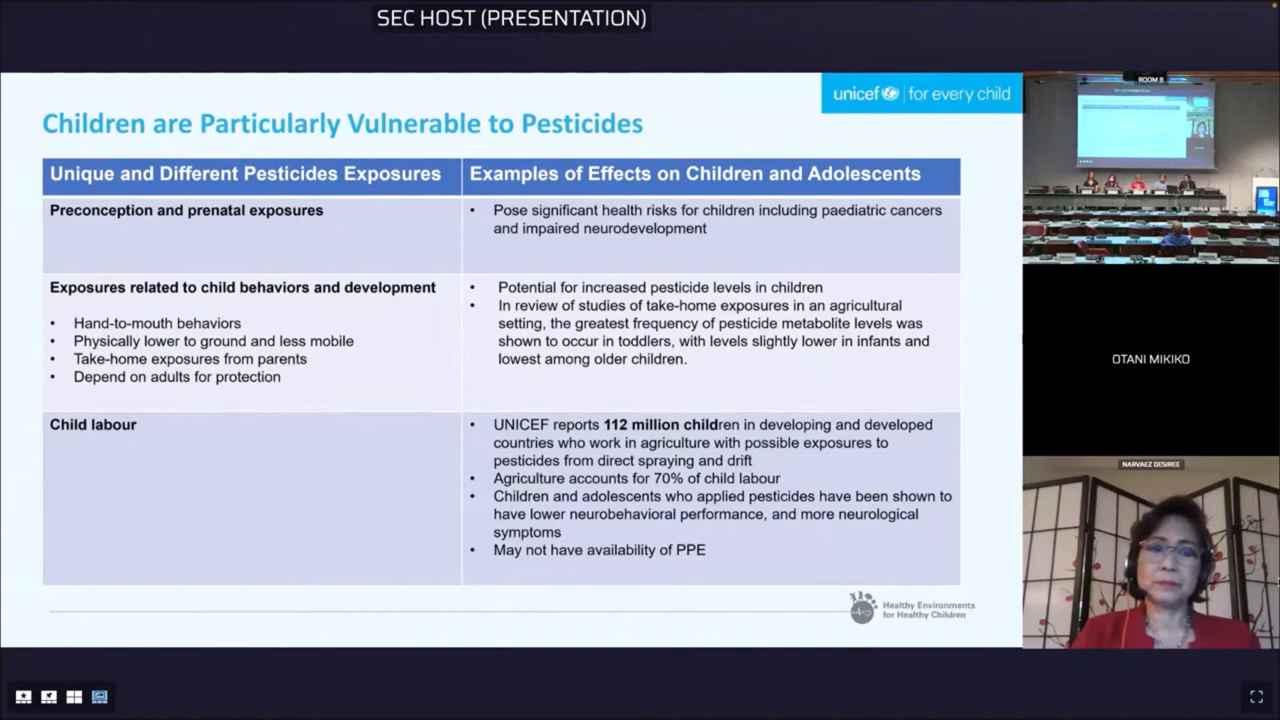 SEC HOST (PRESENTATION)
unicef for every child
Children are Particularly Vulnerable to Pesticides
Unique and Different Pesticides Exposures
Examples of Effects on Children and Adolescents
Preconception and prenatal exposures
• Pose significant health risks for children including paediatric cancers
and impaired neurodevelopment
Exposures related to child behaviors and development
• Hand-to-mouth behaviors
• Physically lower to ground and less mobile
• Take-home exposures from parents
• Depend on adults for protection
• Potential for increased pesticide levels in children
• In review of studies of take-home exposures in an agricultural
setting, the greatest frequency of pesticide metabolite levels was
shown to occur in toddlers, with levels slightly lower in infants and
lowest among older children.
Child labour
• UNICEF reports 112 million children in developing and developed
countries who work in agriculture with possible exposures to
pesticides from direct spraying and drift
• Agriculture accounts for 70% of child labour
• Children and adolescents who applied pesticides have been shown to
have lower neurobehavioral performance, and more neurological
symptoms
• May not have availability of PPE
Healthy Environments
for Healthy Children
ROOM B
OTANI MIKIKO
NARVAEZ DESIREE